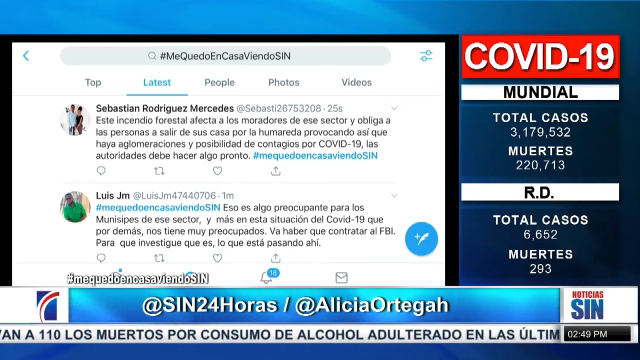 #MeQuedoEnCasaViendoSIN
Top Latest People Photos Videos
Sebastian Rodriguez Mercedes @Sebasti26753208 · 25s
Este incendio forestal afecta a los moradores de ese sector y obliga a
las personas a salir de sus casa por la humareda provocando así que
haya aglomeraciones y posibilidad de contagios por COVID-19, las
autoridades debe hacer algo pronto. #mequedoencasaviendoSIN
Luis Jm @LuisJm47440706 · 1m
#mequedoencasaviendoSIN Eso es algo preocupante para los
Munisipes de ese sector, y más en esta situación del Covid-19 que
por demás, nos tiene muy preocupados. Va haber que contratar al FBI.
Para que investigue que es, lo que está pasando ahí.
18
#mequedoencasaviendoSIN
COVID-19
MUNDIAL
TOTAL CASOS
3,179,532
MUERTES
220,713
R.D.
TOTAL CASOS
6,652
MUERTES
293
@SIN24Horas / @AliciaOrtegah
NOTICIAS
SIN
VAN A 110 LOS MUERTOS POR CONSUMO DE ALCOHOL ADULTERADO EN LAS ÚLTIM
02:49 PM